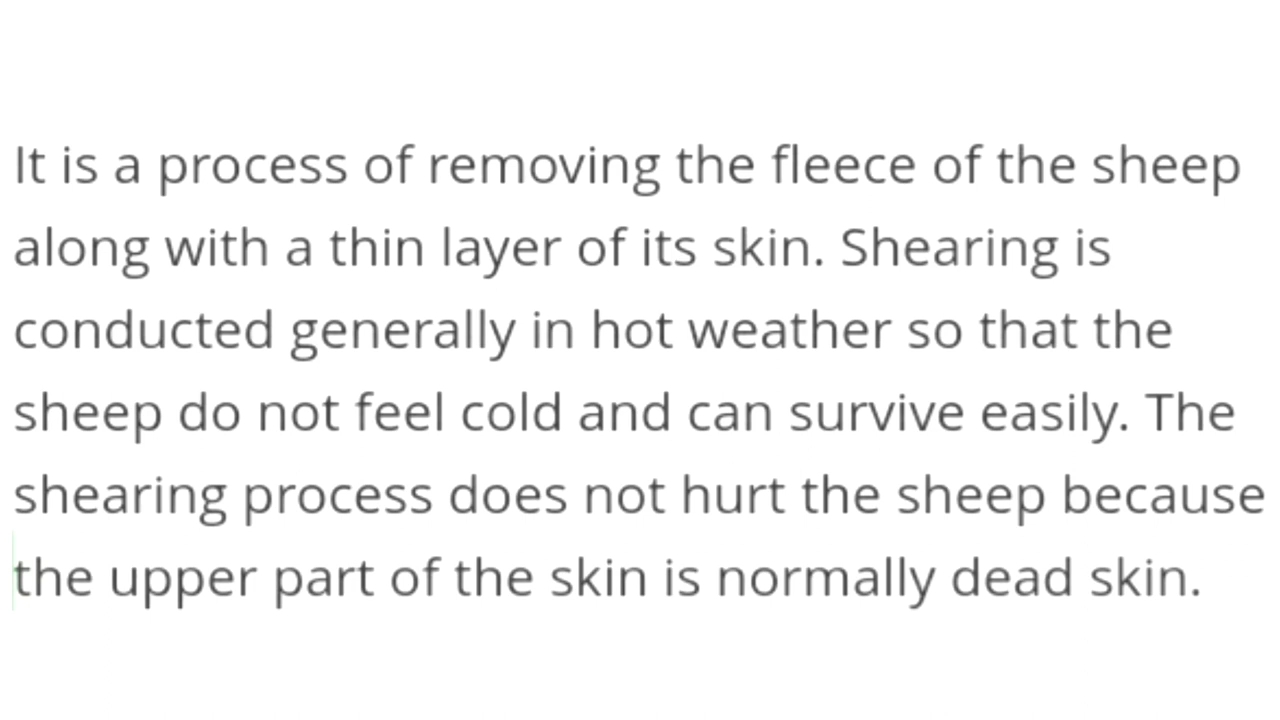 It is a process of removing the fleece of the sheep
along with a thin layer of its skin. Shearing is
conducted generally in hot weather so that the
sheep do not feel cold and can survive easily. The
shearing process does not hurt the sheep because
the upper part of the skin is normally dead skin.